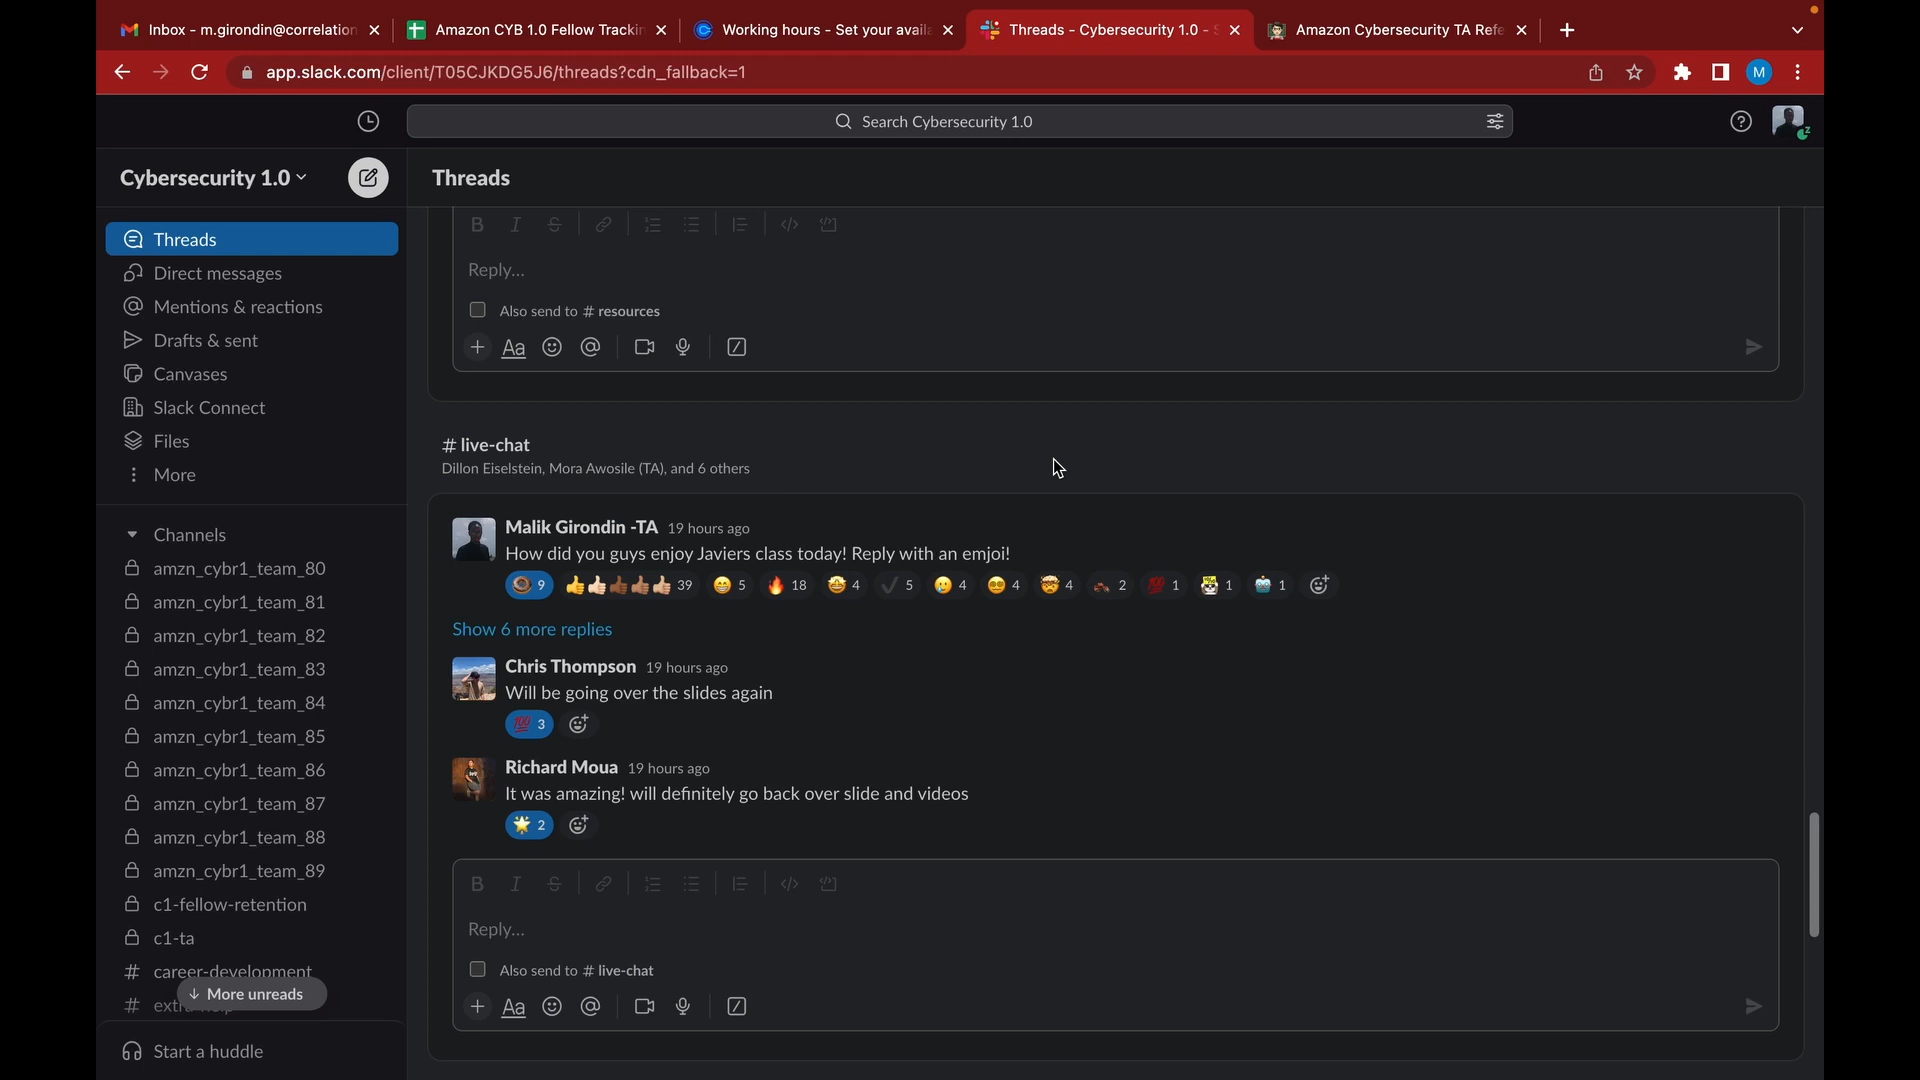 Inbox - m.girondin@correlation
Amazon CYB 1.0 Fellow Trackin
Working hours - Set your availa
Threads - Cybersecurity 1.0 - S
Amazon Cybersecurity TA Refe
app.slack.com/client/T05CJKDG5J6/threads?cdn_fallback=1
M
Search Cybersecurity 1.0
Cybersecurity 1.0
Threads
Direct messages
Mentions & reactions
Drafts & sent
Canvases
Slack Connect
Files
More
Channels
amzn_cybr1_team_80
amzn_cybr1_team_81
amzn_cybr1_team_82
amzn_cybr1_team_83
amzn_cybr1_team_84
amzn_cybr1_team_85
amzn_cybr1_team_86
amzn_cybr1_team_87
amzn_cybr1_team_88
amzn_cybr1_team_89
c1-fellow-retention
c1-ta
# career-development
More unreads
Start a huddle
Threads
B I S
Reply...
Also send to # resources
+ Aa @
# live-chat
Dillon Eiselstein, Mora Awosile (TA), and 6 others
Malik Girondin -TA 19 hours ago
How did you guys enjoy Javiers class today! Reply with an emjoi!
9 39 5 18 4 5 4 4 4 2 1 1 1
Show 6 more replies
Chris Thompson 19 hours ago
Will be going over the slides again
3
Richard Moua 19 hours ago
It was amazing! will definitely go back over slide and videos
2
B I S
Reply...
Also send to # live-chat
+ Aa @